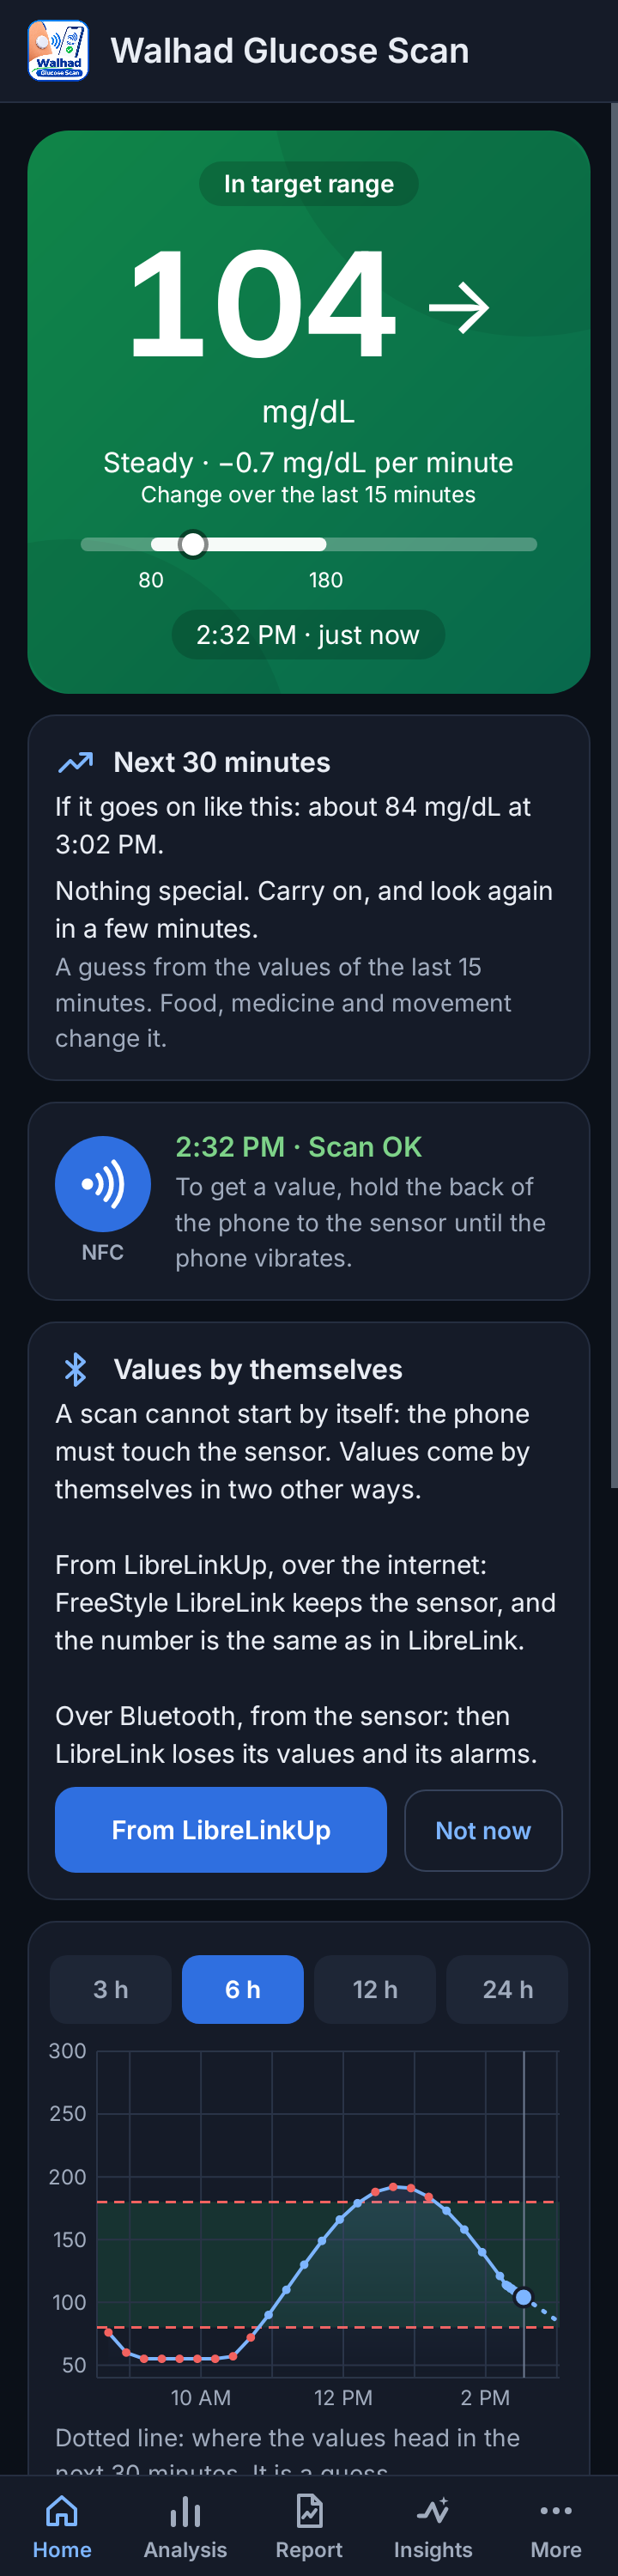 Walhad
Glucose Scan
Walhad Glucose Scan
In target range
104 →
mg/dL
Steady · −0.7 mg/dL per minute
Change over the last 15 minutes
80 180
2:32 PM · just now
Next 30 minutes
If it goes on like this: about 84 mg/dL at
3:02 PM.
Nothing special. Carry on, and look again
in a few minutes.
A guess from the values of the last 15
minutes. Food, medicine and movement
change it.
2:32 PM · Scan OK
To get a value, hold the back of
the phone to the sensor until the
phone vibrates.
NFC
Values by themselves
A scan cannot start by itself: the phone
must touch the sensor. Values come by
themselves in two other ways.
From LibreLinkUp, over the internet:
FreeStyle LibreLink keeps the sensor, and
the number is the same as in LibreLink.
Over Bluetooth, from the sensor: then
LibreLink loses its values and its alarms.
From LibreLinkUp Not now
3 h 6 h 12 h 24 h
300
250
200
150
100
50
10 AM 12 PM 2 PM
Dotted line: where the values head in the
next 30 minutes. It is a guess
Home Analysis Report Insights More